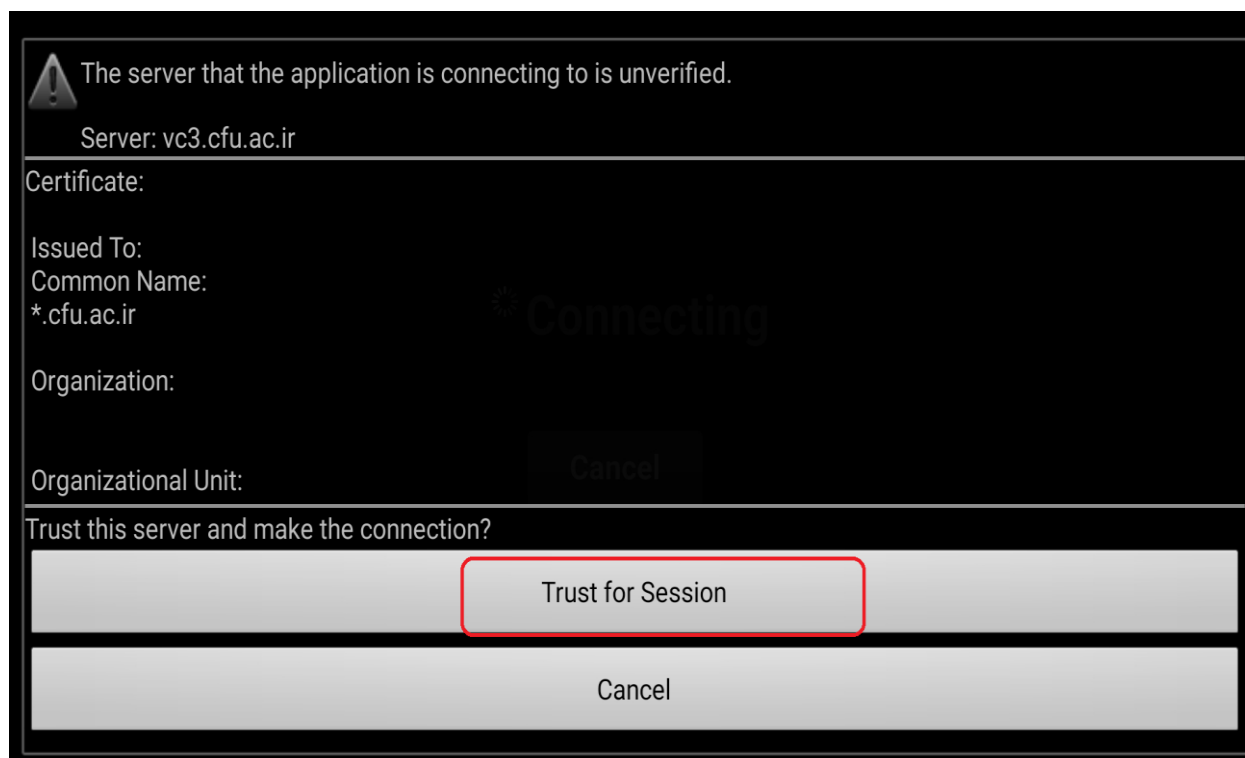 The server that the application is connecting to is unverified.
Server: vc3.cfu.ac.ir
Certificate:
Issued To:
Common Name:
*.cfu.ac.ir
Connecting
Organization:
Cancel
Organizational Unit:
Trust this server and make the connection?
Trust for Session
Cancel